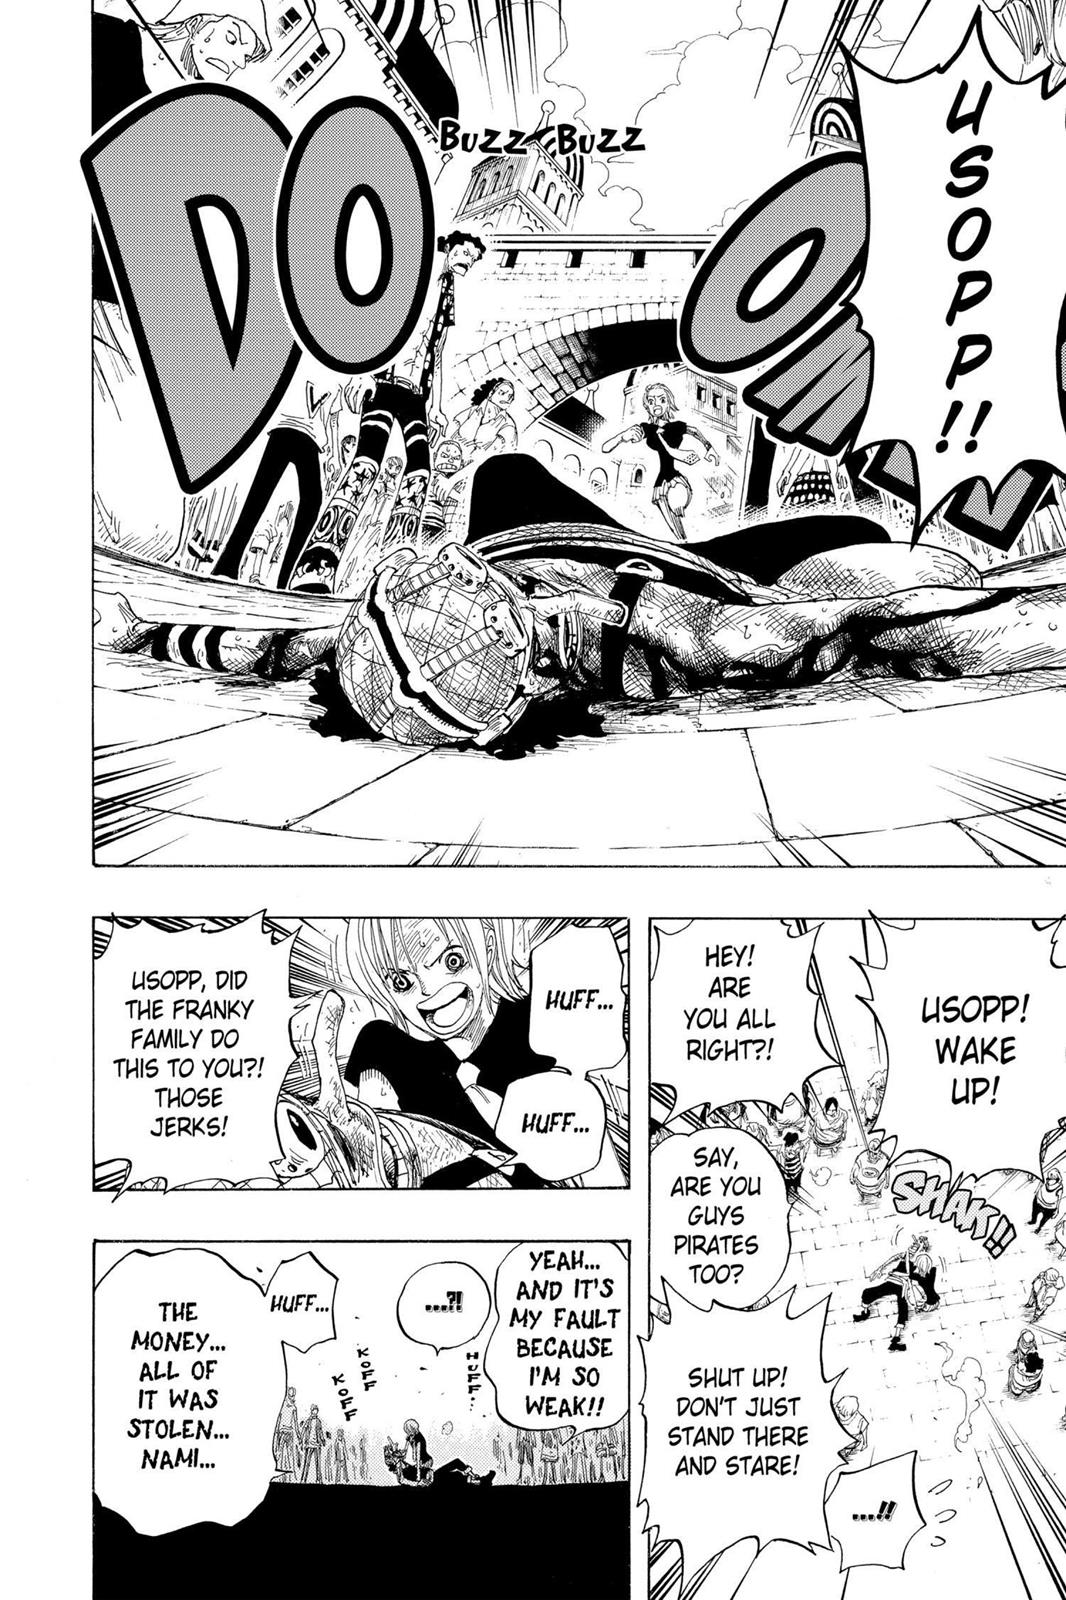 U
S
O
P
P
!!
BUZZ BUZZ
DOOM
USOPP!
WAKE
UP!
HEY!
ARE
YOU ALL
RIGHT?!
SHAK!!
SAY,
ARE YOU
GUYS
PIRATES
TOO?
SHUT UP!
DON'T JUST
STAND THERE
AND STARE!
....!!
HUFF...
HUFF...
USOPP, DID
THE FRANKY
FAMILY DO
THIS TO YOU?!
THOSE
JERKS!
YEAH...
AND IT'S
MY FAULT
BECAUSE
I'M SO
WEAK!!
HUFF...
....?!
KOFF
KOFF
HUFF...
THE
MONEY...
ALL OF
IT WAS
STOLEN...
NAMI...